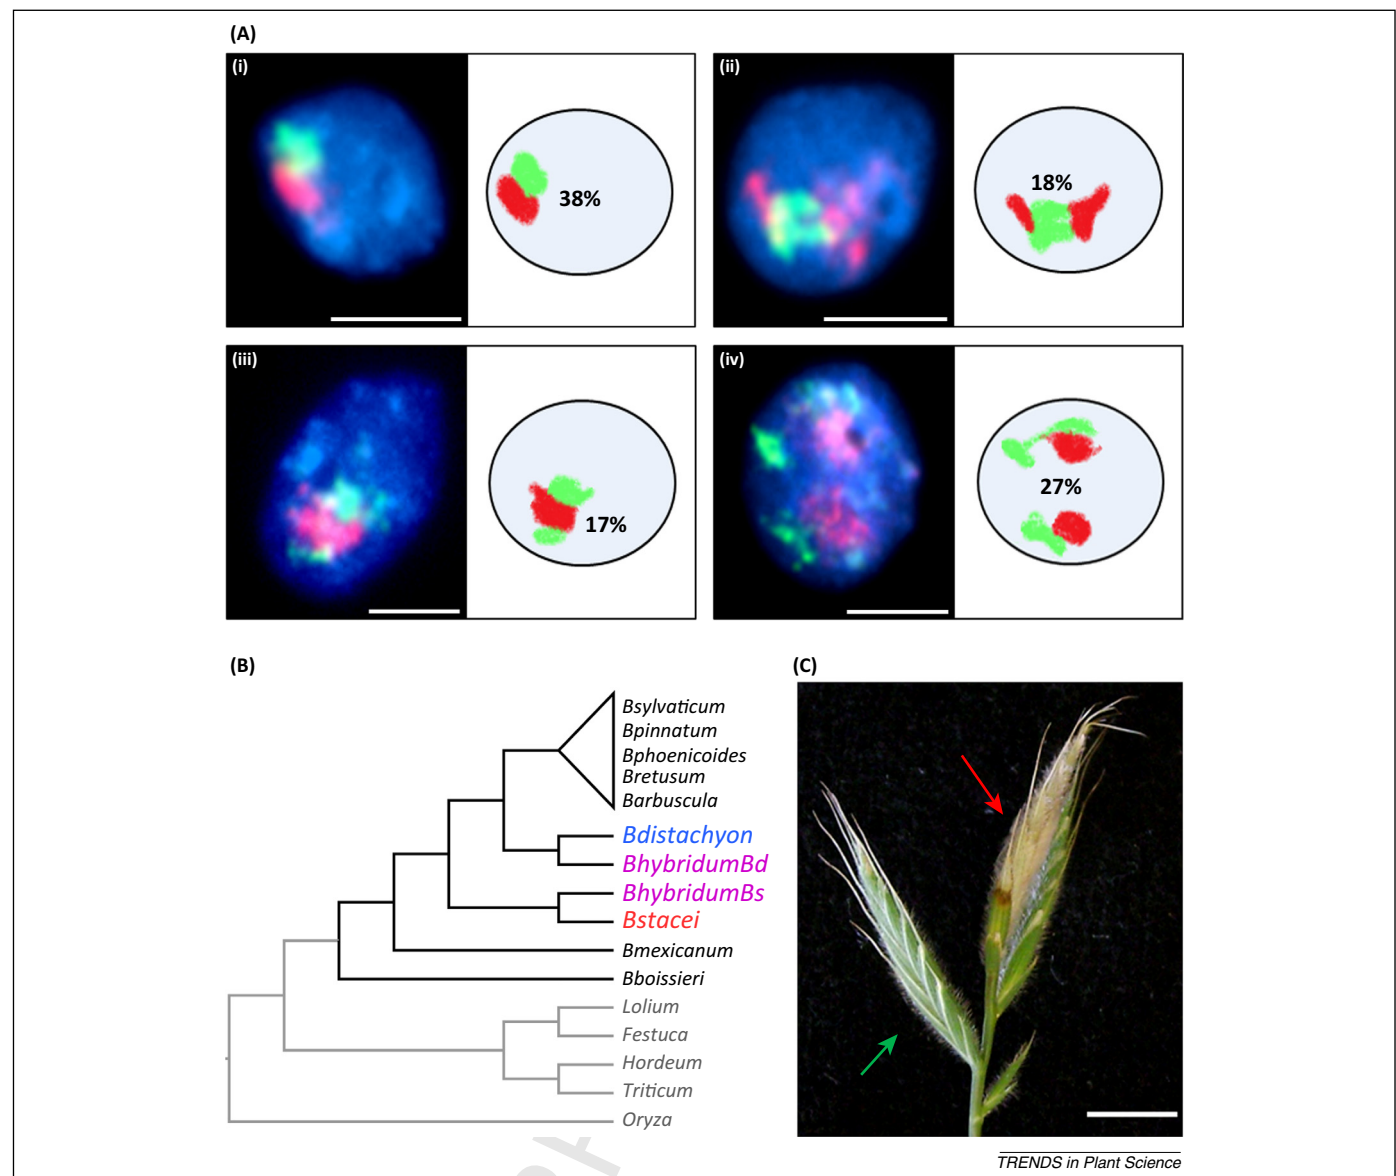 (A)
(i)
38%
(ii)
18%
(iii)
17%
(iv)
27%
(B)
Bsylvaticum
Bpinnatum
Bphoenicoides
Bretusum
Barbuscula
Bdistachyon
BhybridumBd
BhybridumBs
Bstacei
Bmexicanum
Bboissieri
Lolium
Festuca
Hordeum
Triticum
Oryza
(C)
TRENDS in Plant Science